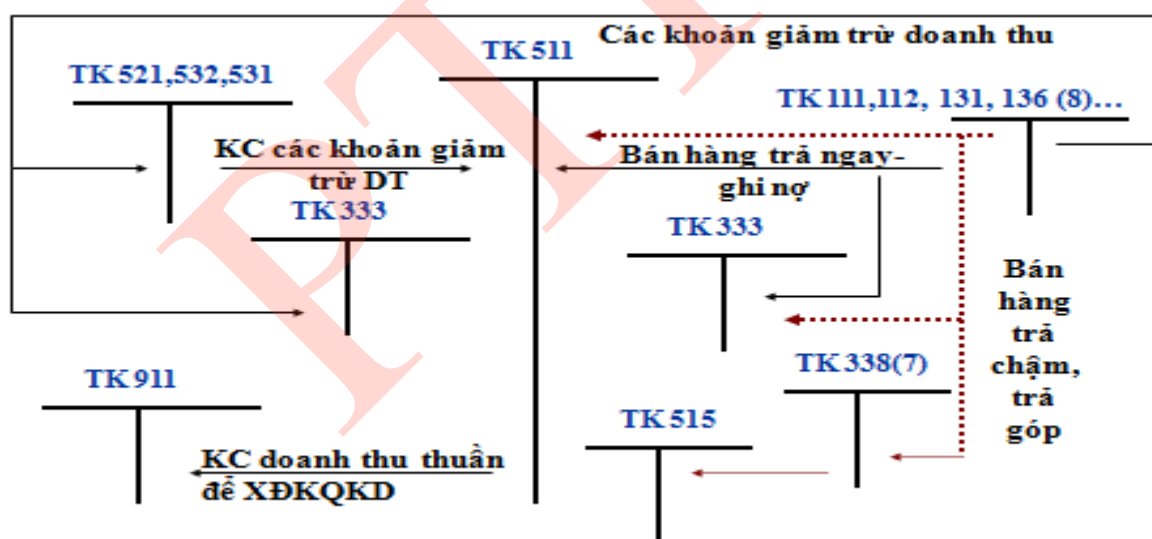 Các khoản giảm trừ doanh thu
TK 511
TK 521,532,531
TK 111,112, 131, 136 (8)...
KC các khoản giảm
trừ DT
Bán hàng trả ngay-
ghi nợ
TK 333
TK 333
Bán
hàng
trả
chậm,
trả
góp
TK 338(7)
TK 911
TK 515
KC doanh thu thuần
để XĐKQKD